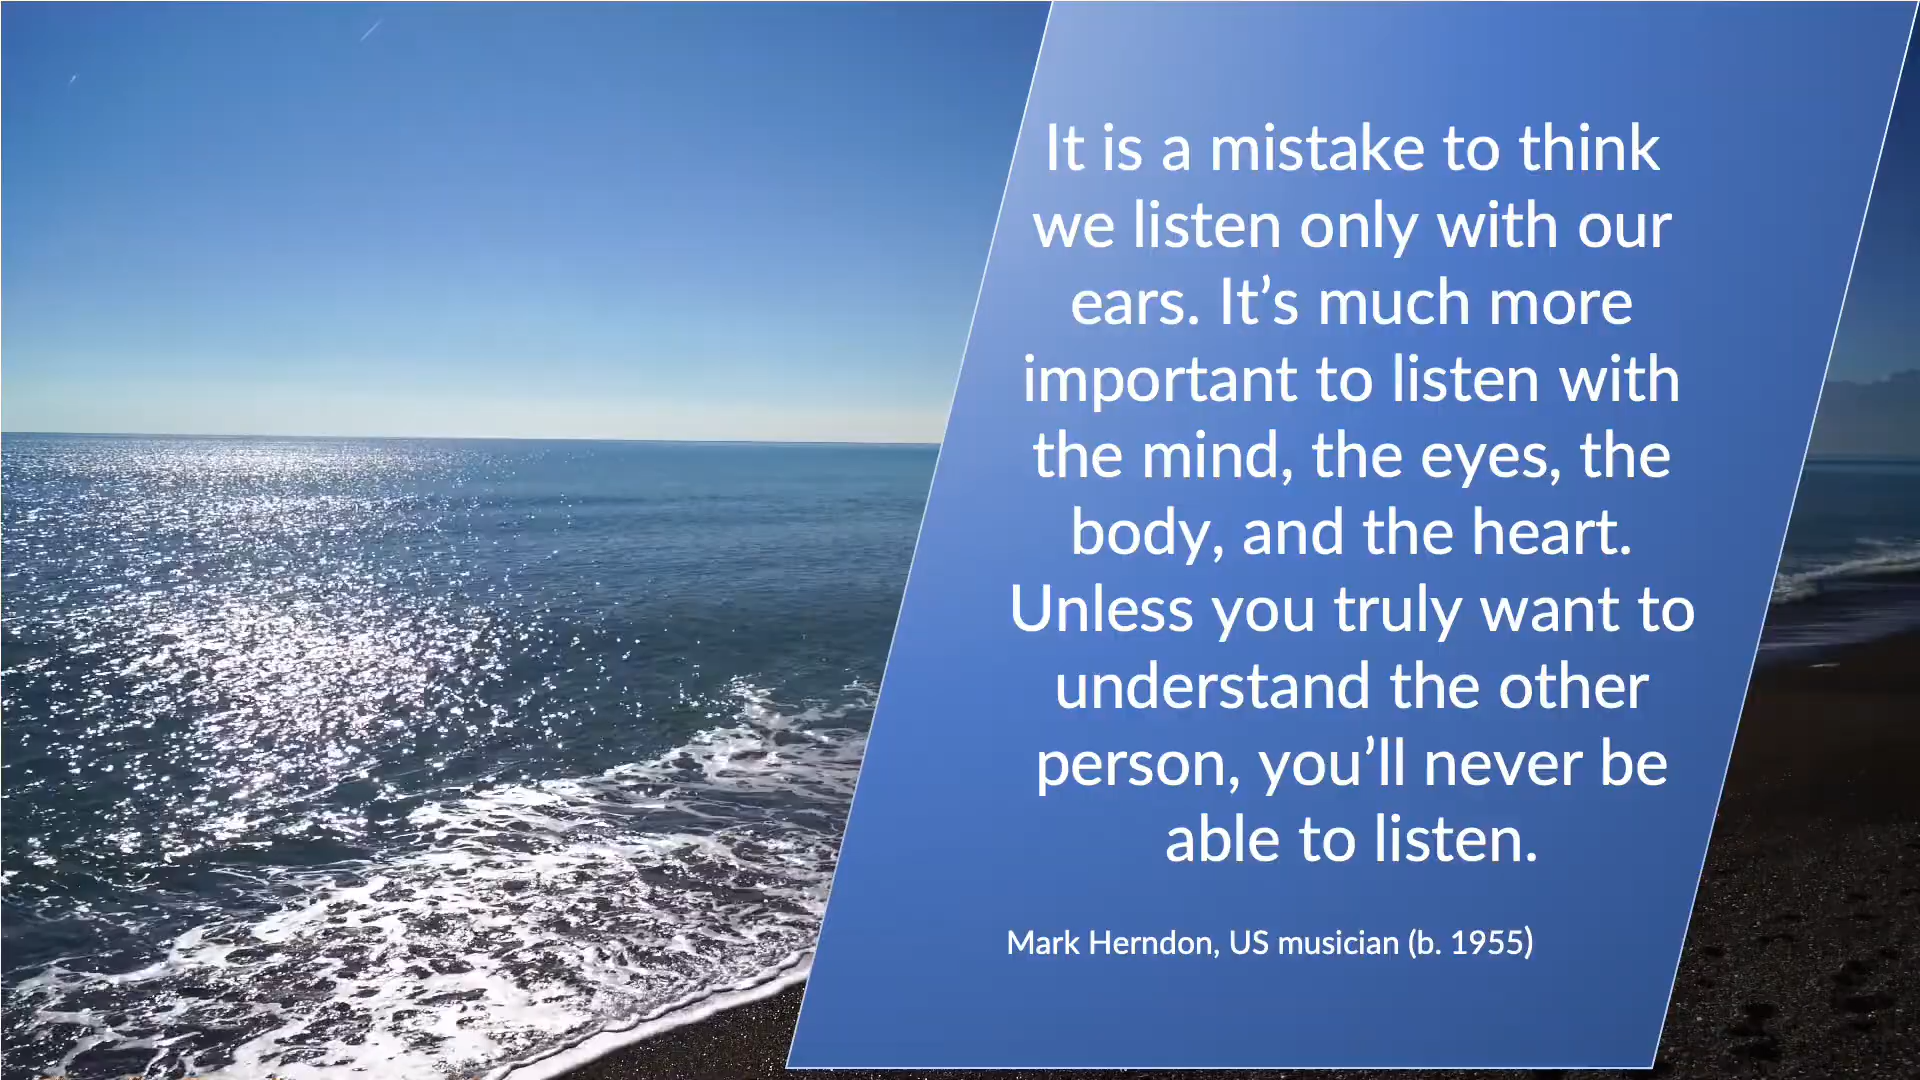 It is a mistake to think
we listen only with our
ears. It’s much more
important to listen with
the mind, the eyes, the
body, and the heart.
Unless you truly want to
understand the other
person, you’ll never be
able to listen.
Mark Herndon, US musician (b. 1955)